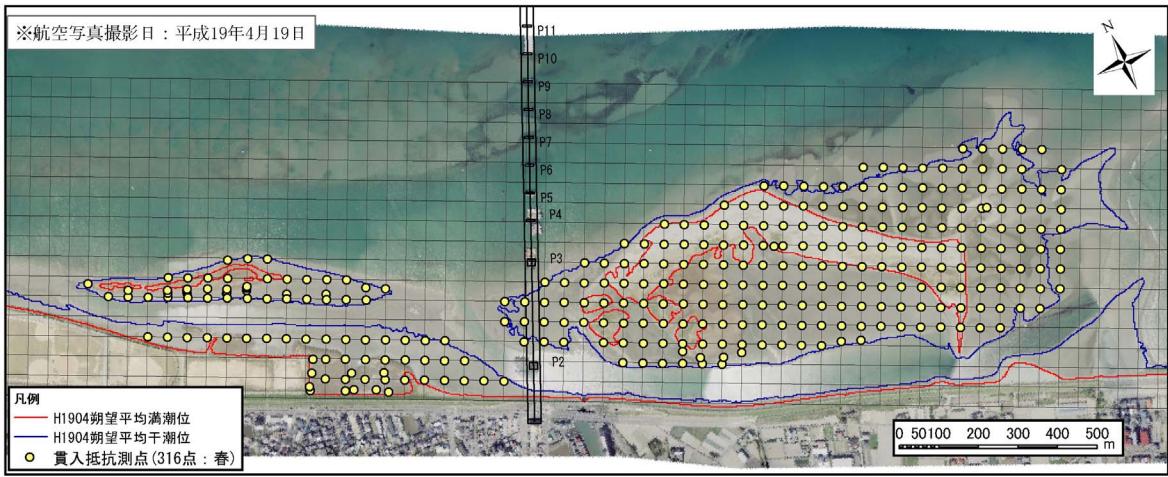 ※航空写真撮影日：平成19年4月19日
N
P11
P10
P9
P8
P7
P6
P5
P4
P3
P2
凡例
H1904朔望平均満潮位
H1904朔望平均干潮位
貫入抵抗測点(316点：春)
0 50 100 200 300 400 500
m